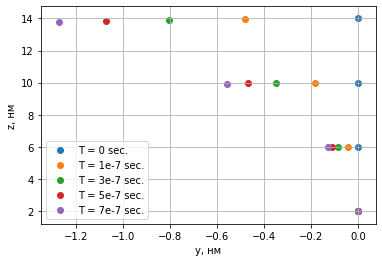 14
12
10
8
6
4
2
z, нм
T = 0 sec.
T = 1e-7 sec.
T = 3e-7 sec.
T = 5e-7 sec.
T = 7e-7 sec.
−1.2 −1.0 −0.8 −0.6 −0.4 −0.2 0.0
y, нм